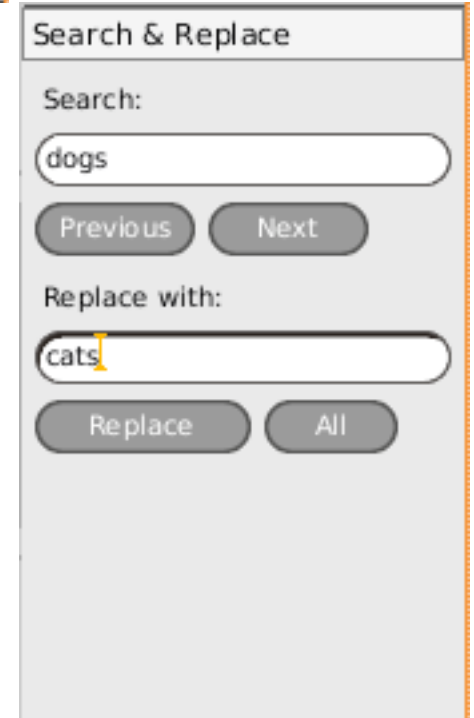 Search & Replace
Search:
dogs
Previous Next
Replace with:
cats
Replace All